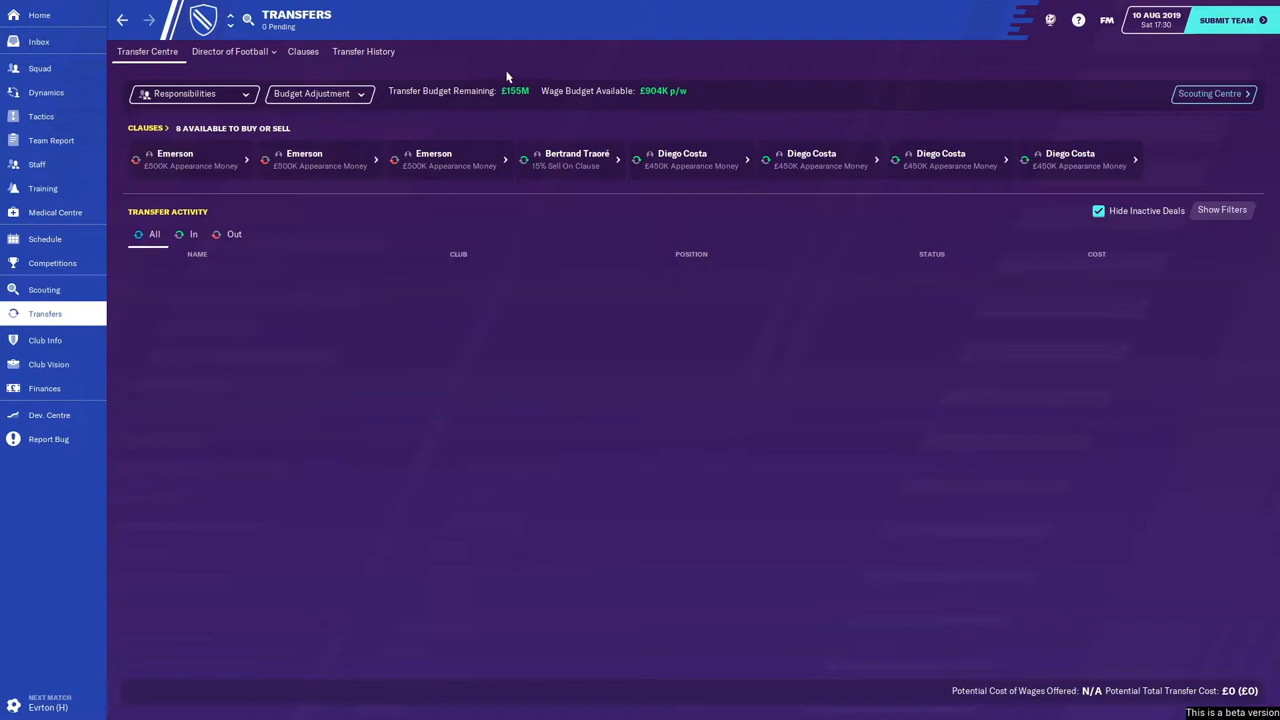 Home
TRANSFERS
0 Pending
FM
10 AUG 2019
Sat 17:30
SUBMIT TEAM
Inbox
Squad
Dynamics
Tactics
Team Report
Staff
Training
Medical Centre
Schedule
Competitions
Scouting
Transfers
Club Info
Club Vision
Finances
Dev. Centre
Report Bug
NEXT MATCH
Evrton (H)
Transfer Centre Director of Football Clauses Transfer History
Responsibilities Budget Adjustment Transfer Budget Remaining: £155M Wage Budget Available: £904K p/w Scouting Centre
CLAUSES 8 AVAILABLE TO BUY OR SELL
Emerson Emerson Emerson Bertrand Traoré Diego Costa Diego Costa Diego Costa Diego Costa
£500K Appearance Money £500K Appearance Money £500K Appearance Money 15% Sell On Clause £450K Appearance Money £450K Appearance Money £450K Appearance Money £450K Appearance Money
TRANSFER ACTIVITY Hide Inactive Deals Show Filters
All In Out
NAME CLUB POSITION STATUS COST
Potential Cost of Wages Offered: N/A Potential Total Transfer Cost: £0 (£0)
This is a beta version